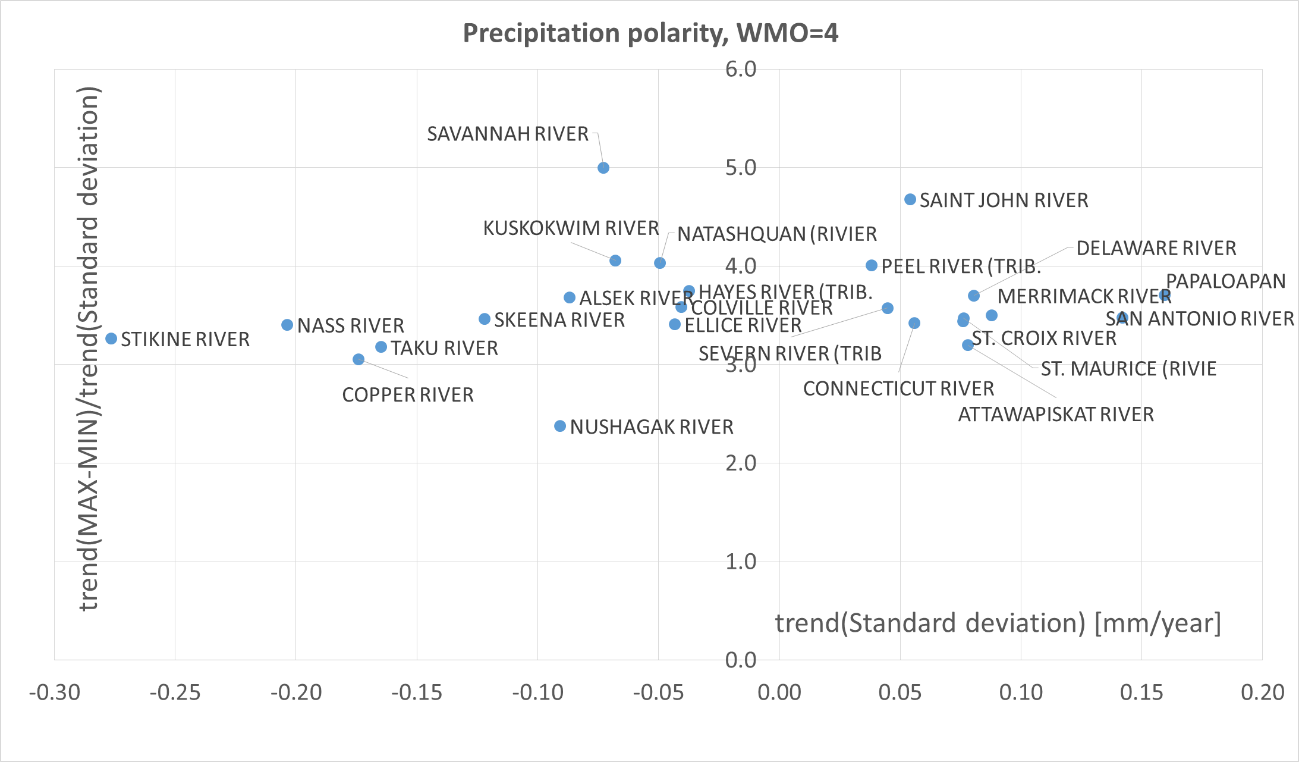 Precipitation polarity, WMO=4
trend(MAX-MIN)/trend(Standard deviation)
6.0
SAVANNAH RIVER
5.0
SAINT JOHN RIVER
KUSKOKWIM RIVER
NATASHQUAN (RIVIER
DELAWARE RIVER
4.0
PEEL RIVER (TRIB.
PAPALOAPAN
ALSEK RIVER
HAYES RIVER (TRIB.
MERRIMACK RIVER
COLVILLE RIVER
SKEENA RIVER
SAN ANTONIO RIVER
NASS RIVER
ELLICE RIVER
STIKINE RIVER
ST. CROIX RIVER
TAKU RIVER
SEVERN RIVER (TRIB
3.0
ST. MAURICE (RIVIE
COPPER RIVER
CONNECTICUT RIVER
ATTAWAPISKAT RIVER
NUSHAGAK RIVER
2.0
1.0
trend(Standard deviation) [mm/year]
0.0
-0.30 -0.25 -0.20 -0.15 -0.10 -0.05 0.00 0.05 0.10 0.15 0.20